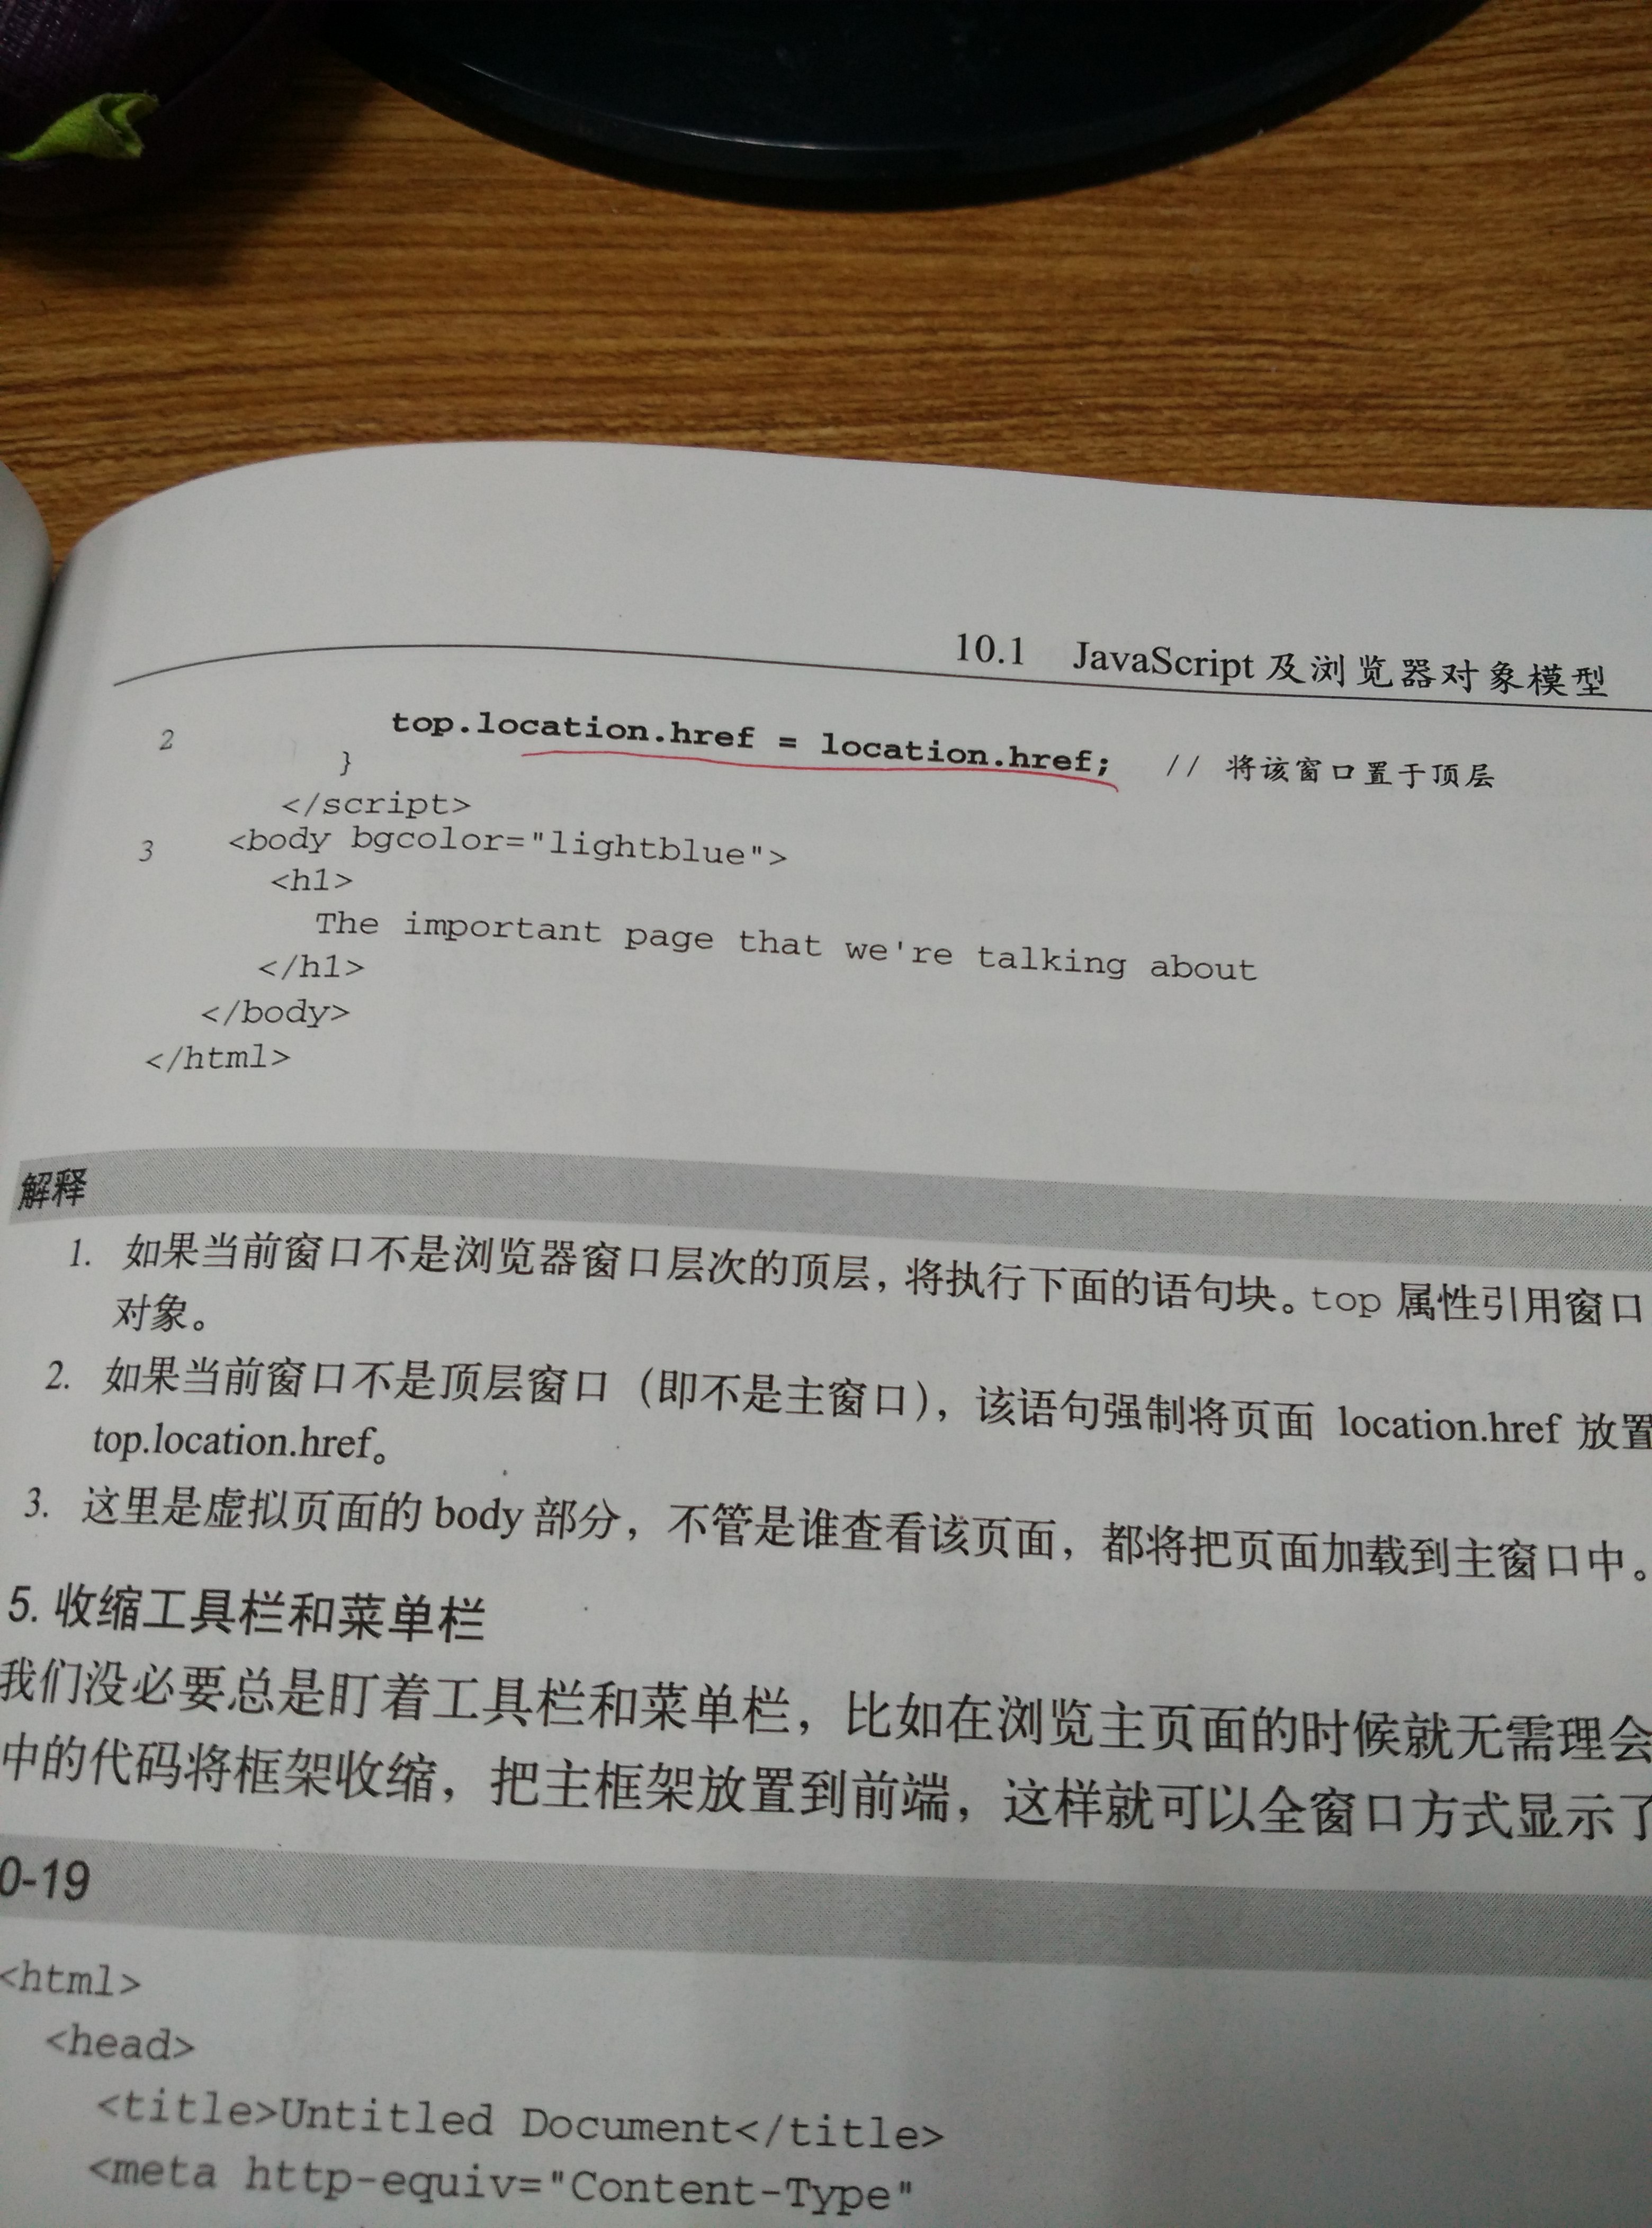 10.1 JavaScript 及浏览器对象模型
2 top.location.href = location.href; // 将该窗口置于顶层
}
</script>
3 <body bgcolor="lightblue">
<h1>
The important page that we're talking about
</h1>
</body>
</html>
解释
1. 如果当前窗口不是浏览器窗口层次的顶层，将执行下面的语句块。top 属性引用窗口
对象。
2. 如果当前窗口不是顶层窗口（即不是主窗口），该语句强制将页面 location.href 放置
top.location.href。
3. 这里是虚拟页面的 body 部分，不管是谁查看该页面，都将把页面加载到主窗口中。
5. 收缩工具栏和菜单栏
我们没必要总是盯着工具栏和菜单栏，比如在浏览主页面的时候就无需理会
中的代码将框架收缩，把主框架放置到前端，这样就可以全窗口方式显示了
0-19
<html>
<head>
<title>Untitled Document</title>
<meta http-equiv="Content-Type"